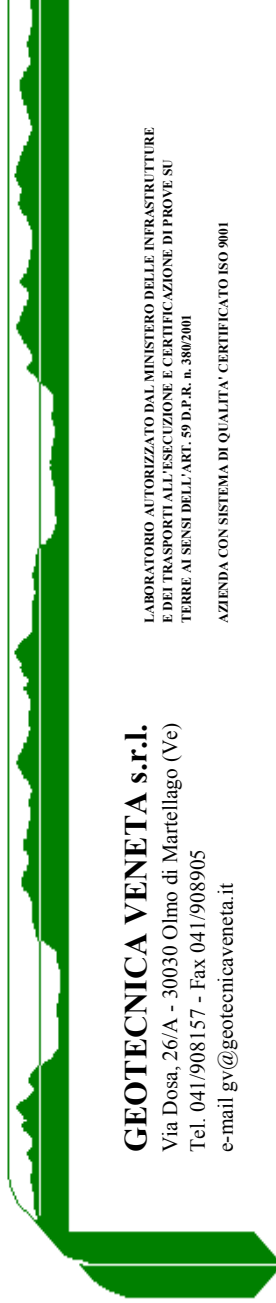 GEOTECNICA VENETA s.r.l.
Via Dosa, 26/A - 30030 Olmo di Martellago (Ve)
Tel. 041/908157 - Fax 041/908905
e-mail gv@geotecnicaveneta.it
LABORATORIO AUTORIZZATO DAL MINISTERO DELLE INFRASTRUTTURE
E DEI TRASPORTI ALL'ESECUZIONE E CERTIFICAZIONE DI PROVE SU
TERRE AI SENSI DELL'ART. 59 D.P.R. n. 380/2001
AZIENDA CON SISTEMA DI QUALITA' CERTIFICATO ISO 9001